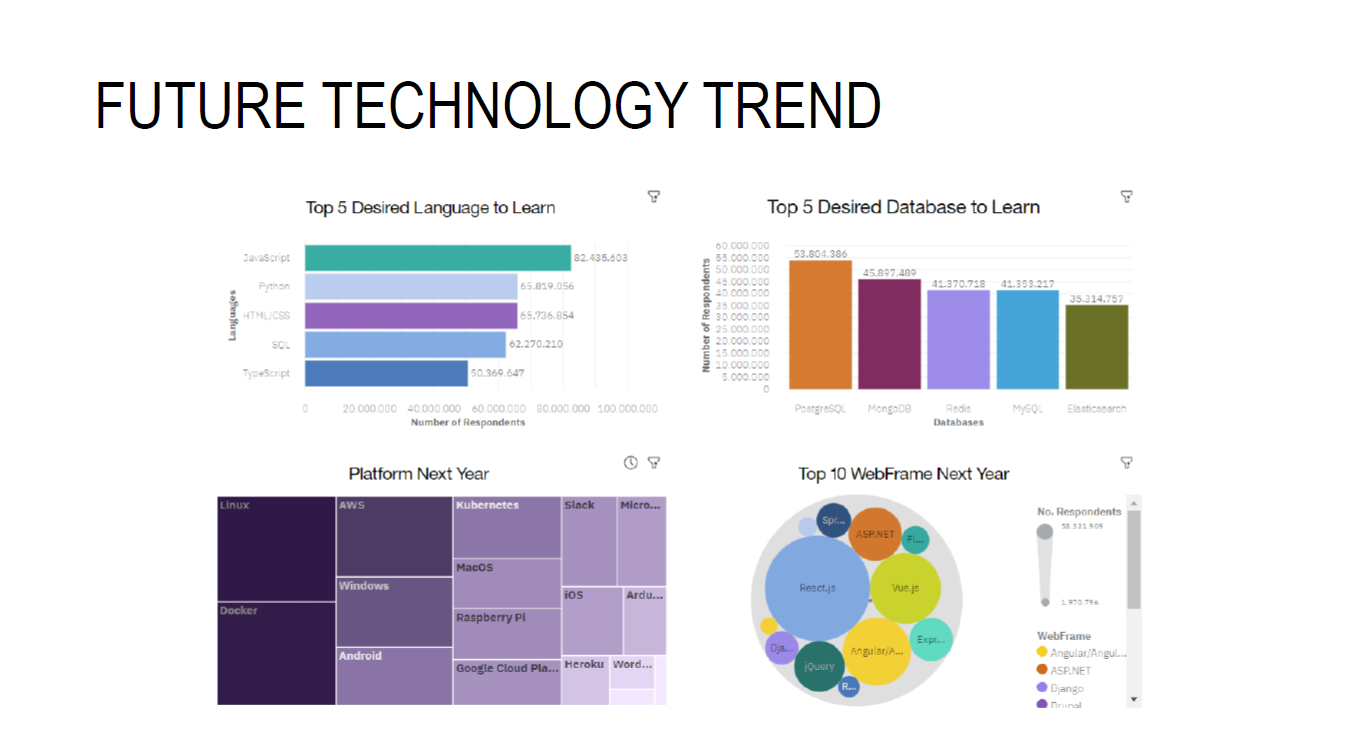 FUTURE TECHNOLOGY TREND
Top 5 Desired Language to Learn
Languages
JavaScript
82.435.603
Python
65.819.056
HTML/CSS
65.736.854
SQL
62.270.210
TypeScript
50.369.647
0 20.000.000 40.000.000 60.000.000 80.000.000 100.000.000
Number of Respondents
Top 5 Desired Database to Learn
Number of Respondents
60.000.000
55.000.000
50.000.000
45.000.000
40.000.000
35.000.000
30.000.000
25.000.000
20.000.000
15.000.000
10.000.000
5.000.000
0
53.804.386
45.897.489
41.370.718
41.353.217
35.314.757
PostgreSQL MongoDB Redis MySQL Elasticsearch
Databases
Platform Next Year
Linux
Docker
AWS
Windows
Android
Kubernetes
MacOS
Raspberry Pi
Google Cloud Pla...
Slack
Micro...
iOS
Ardu...
Heroku
Word...
Top 10 WebFrame Next Year
Spr...
ASP.NET
Fl...
React.js
Vue.js
Expr...
Dja...
jQuery
Angular/A...
R...
No. Respondents
58.321.909
1.970.796
WebFrame
Angular/Angul...
ASP.NET
Django
Drupal